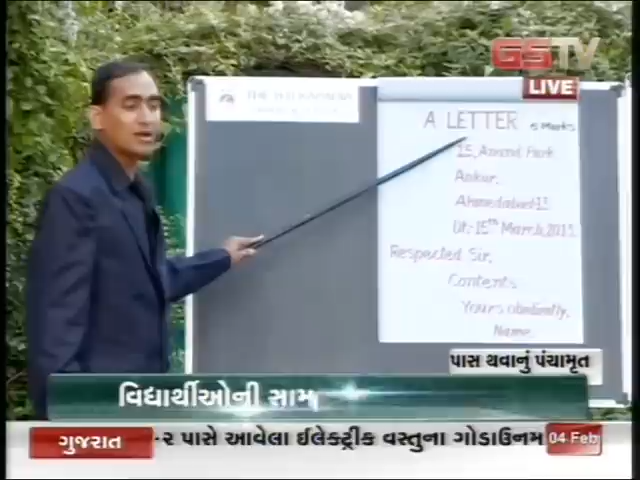 GSTV
LIVE
A LETTER 5 Marks
15, Anand Park
Ankur,
Ahmedabad-13
Dt:-15th March, 2011
Respected Sir,
Contents
Yours obediently,
Name
પાસ થવાનું પંચામૃત
વિદ્યાર્થીઓની સામ
ગુજરાત
-૨ પાસે આવેલા ઈલેક્ટ્રીક વસ્તુના ગોડાઉનમ
04 Feb